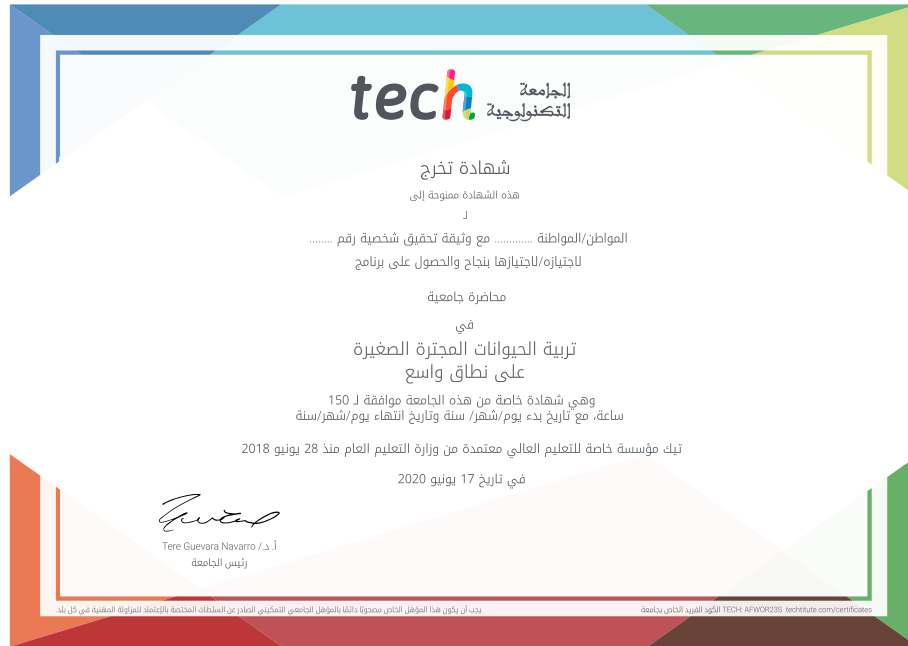 tech الجامعة
التكنولوجية
شهادة تخرج
هذه الشهادة ممنوحة إلى
لـ
المواطن/المواطنة ............ مع وثيقة تحقيق شخصية رقم ........
لاجتيازه/لاجتيازها بنجاح والحصول على برنامج
محاضرة جامعية
في
تربية الحيوانات المجترة الصغيرة
على نطاق واسع
وهي شهادة خاصة من هذه الجامعة موافقة لـ 150
ساعة، مع تاريخ بدء يوم/شهر/ سنة وتاريخ انتهاء يوم/شهر/سنة
تيك مؤسسة خاصة للتعليم العالي معتمدة من وزارة التعليم العام منذ 28 يونيو 2018
في تاريخ 17 يونيو 2020
أ. د./ Tere Guevara Navarro
رئيس الجامعة
يجب أن يكون هذا المؤهل الخاص مصحوبًا دائمًا بالمؤهل الجامعي التمكيني الصادر عن السلطات المختصة بالإعتماد للمزاولة المهنية في كل بلد.
الكود الفريد الخاص بجامعة TECH: AFWOR23S techtitute.com/certificates